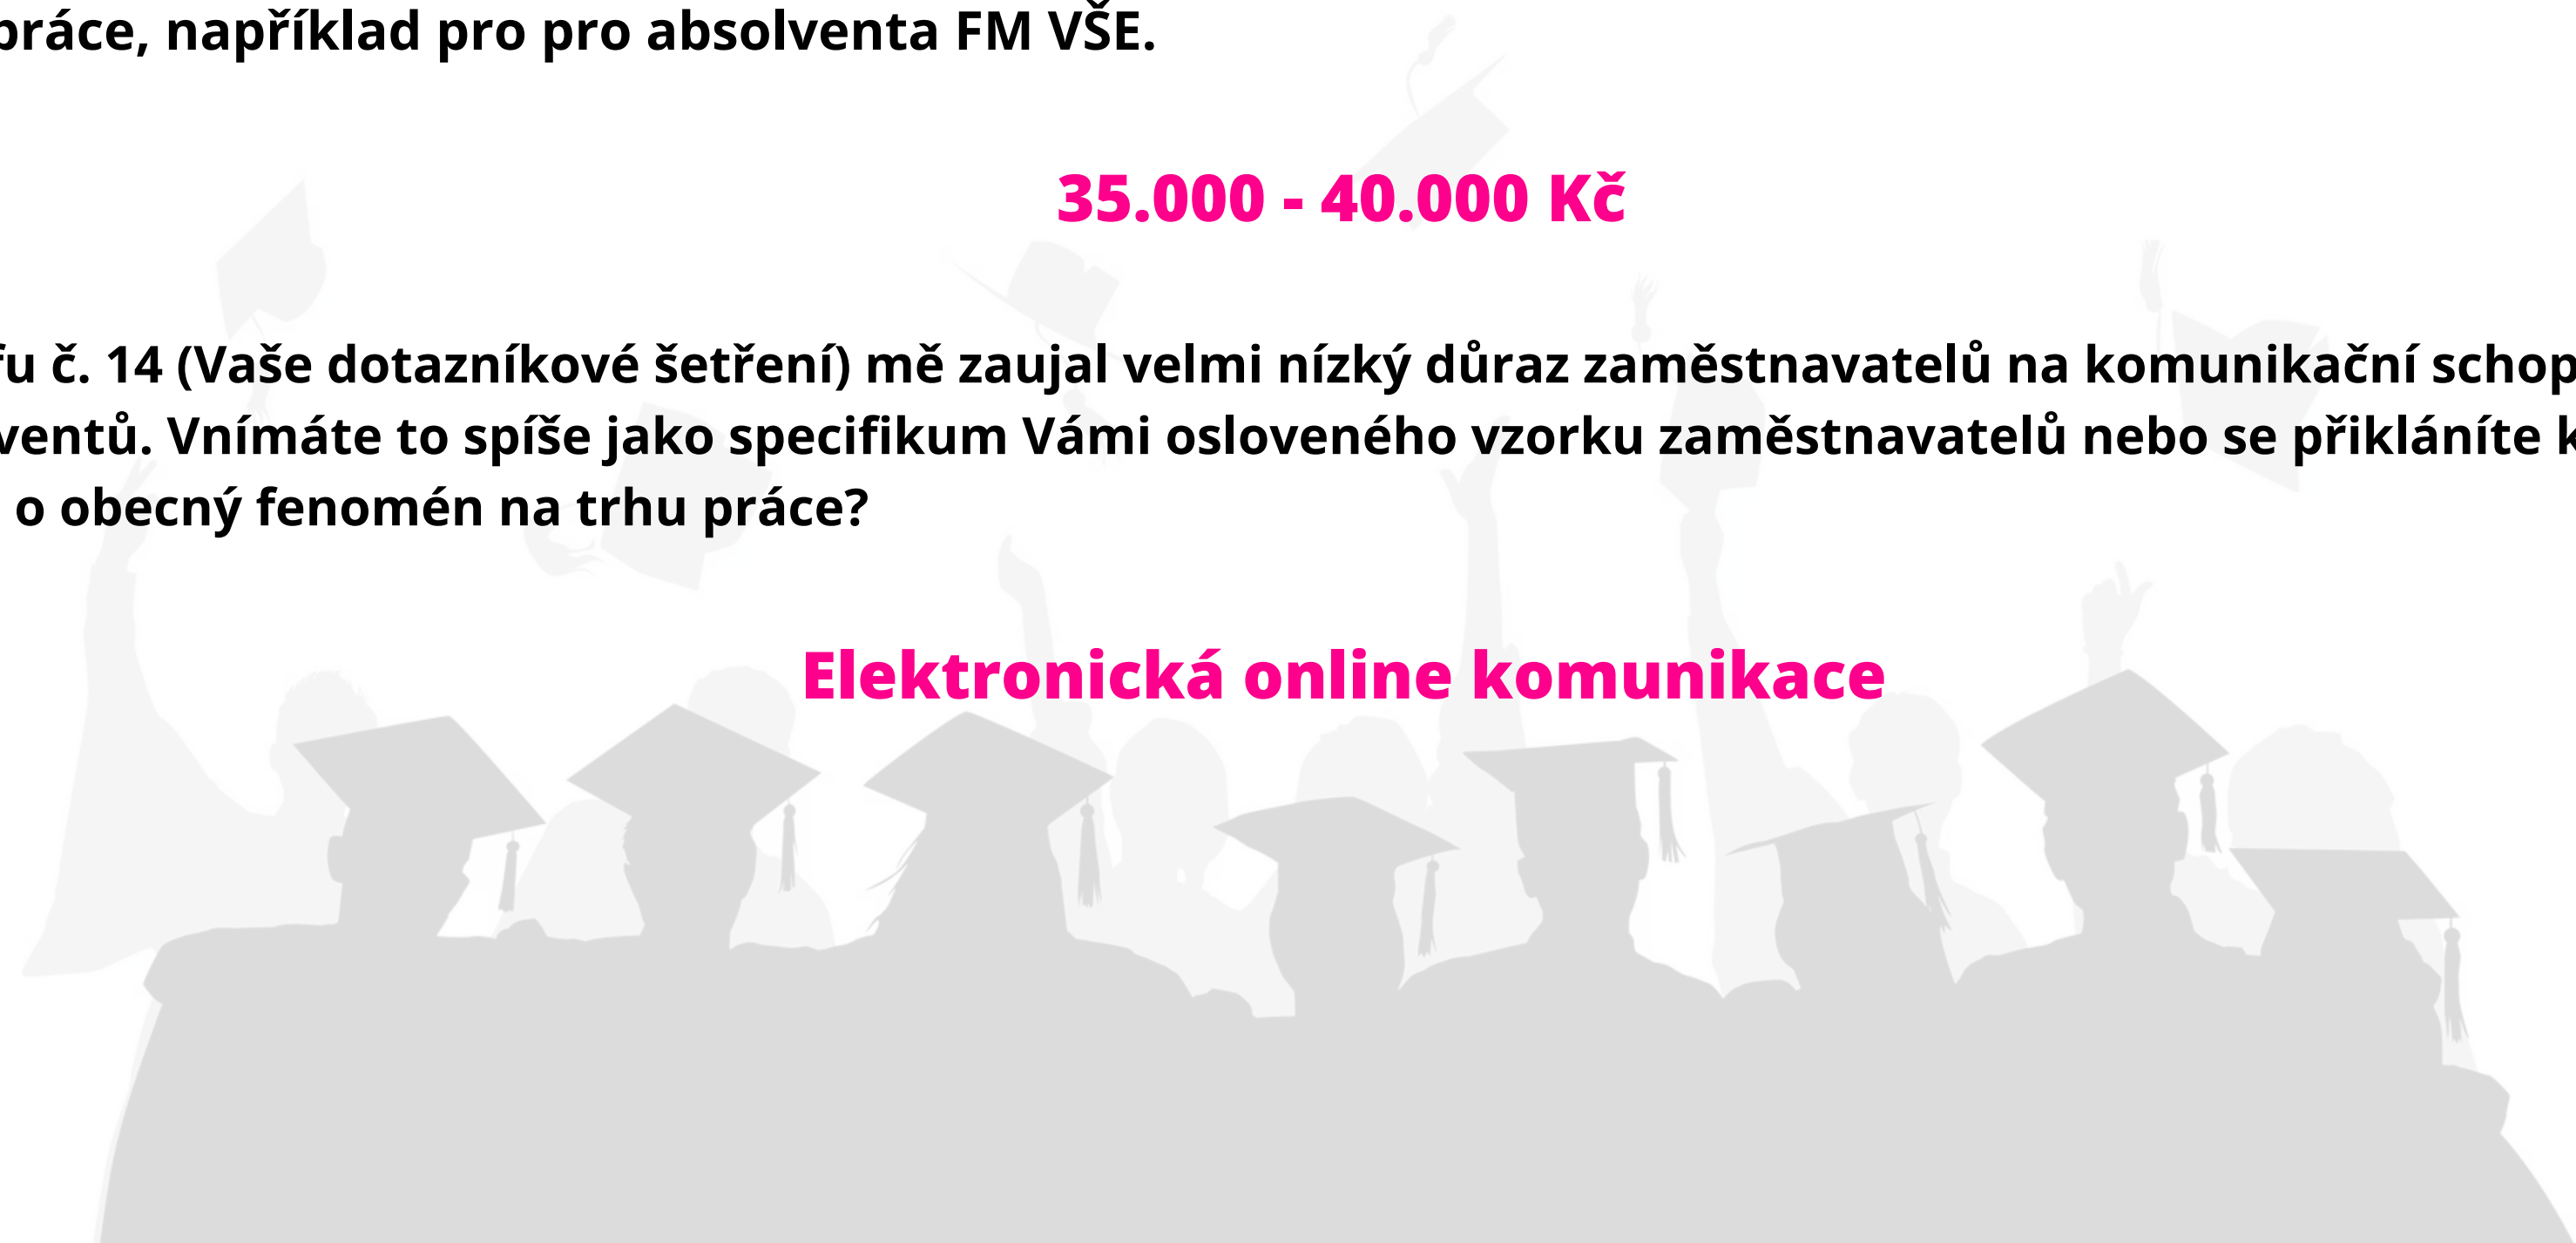 práce, například pro pro absolventa FM VŠE.
35.000 - 40.000 Kč
fu č. 14 (Vaše dotazníkové šetření) mě zaujal velmi nízký důraz zaměstnavatelů na komunikační schop
ventů. Vnímáte to spíše jako specifikum Vámi osloveného vzorku zaměstnavatelů nebo se přikláníte k
o obecný fenomén na trhu práce?
Elektronická online komunikace